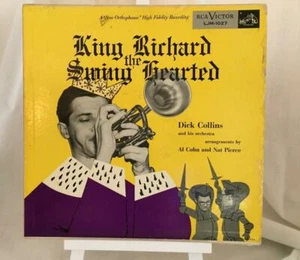 A "New Orthophonic" High Fidelity Recording
RCA VICTOR
LJM-1027
King Richard
the
Swing Hearted
Dick Collins
and his orchestra
arrangements by
Al Cohn and Nat Pierce